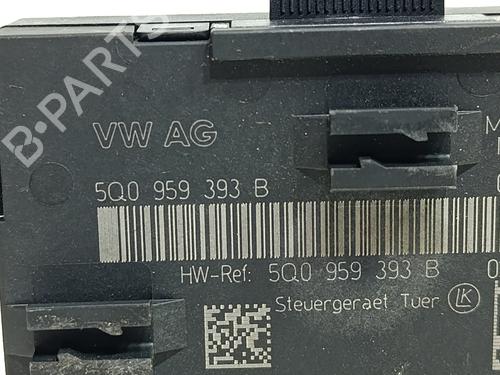 B-PARTS
VW AG
5Q0 959 393 B
HW-Ref: 5Q0 959 393 B
Steuergeraet Tuer LK